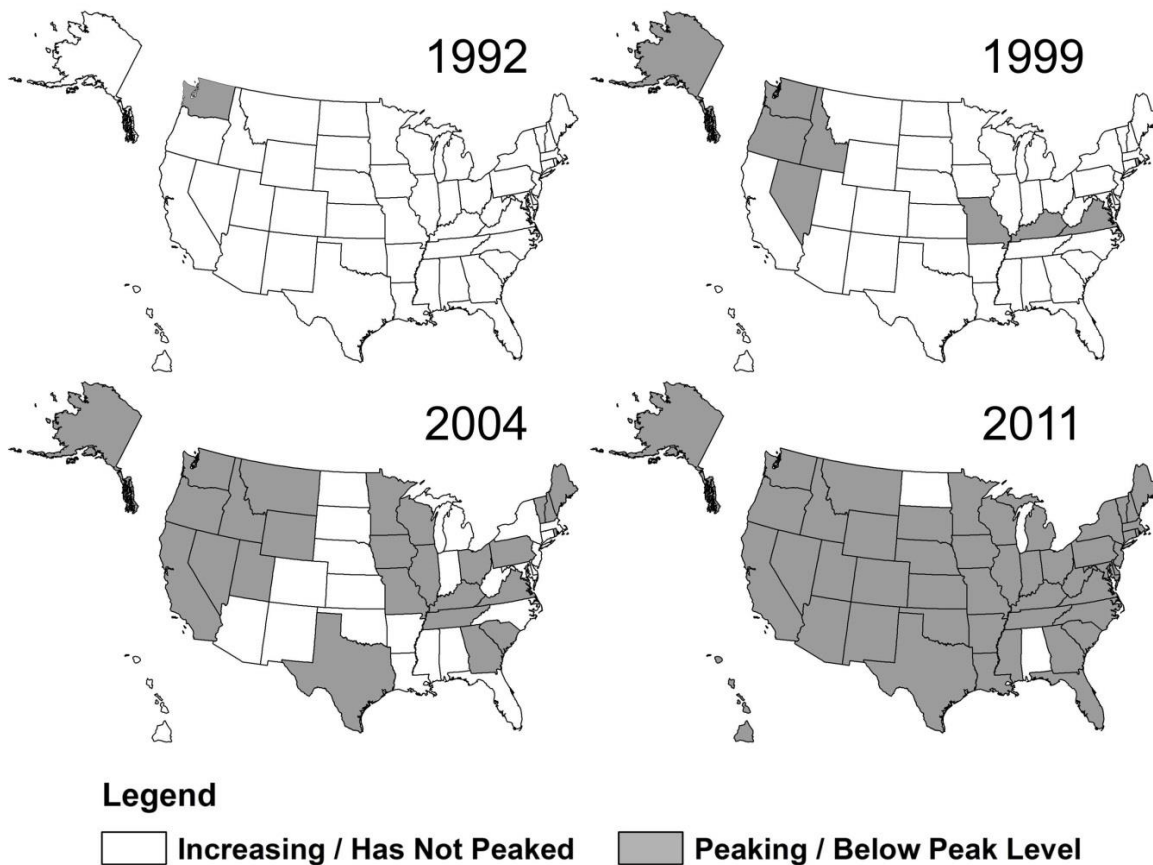 1992
1999
2004
2011
Legend
Increasing / Has Not Peaked
Peaking / Below Peak Level